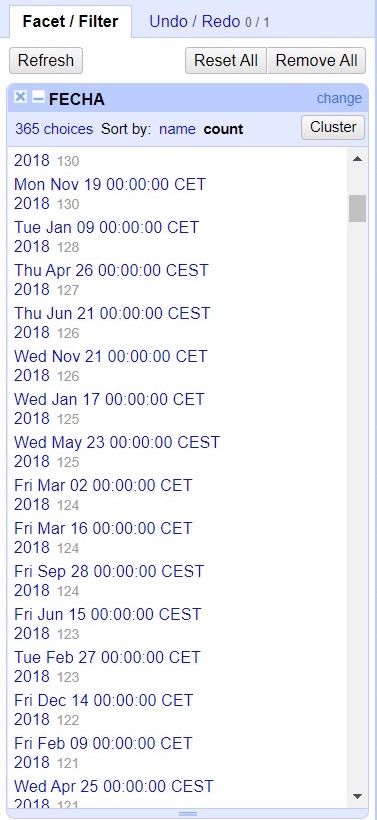 Facet / Filter Undo / Redo 0 / 1
Refresh Reset All Remove All
FECHA change
365 choices Sort by: name count Cluster
2018 130
Mon Nov 19 00:00:00 CET
2018 130
Tue Jan 09 00:00:00 CET
2018 128
Thu Apr 26 00:00:00 CEST
2018 127
Thu Jun 21 00:00:00 CEST
2018 126
Wed Nov 21 00:00:00 CET
2018 126
Wed Jan 17 00:00:00 CET
2018 125
Wed May 23 00:00:00 CEST
2018 125
Fri Mar 02 00:00:00 CET
2018 124
Fri Mar 16 00:00:00 CET
2018 124
Fri Sep 28 00:00:00 CEST
2018 124
Fri Jun 15 00:00:00 CEST
2018 123
Tue Feb 27 00:00:00 CET
2018 123
Fri Dec 14 00:00:00 CET
2018 122
Fri Feb 09 00:00:00 CET
2018 121
Wed Apr 25 00:00:00 CEST
2018 121